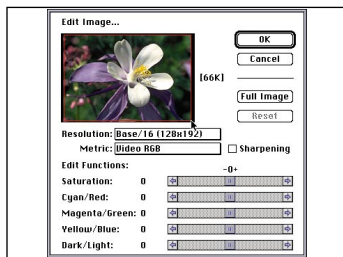 Edit Image...
OK
Cancel
[66K]
Full Image
Reset
Resolution: Base/16 (128x192)
Metric: Video RGB
Sharpening
Edit Functions:
-0+
Saturation: 0
Cyan/Red: 0
Magenta/Green: 0
Yellow/Blue: 0
Dark/Light: 0